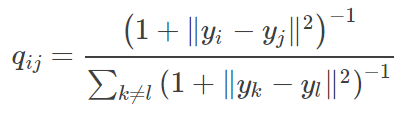 q_{ij} = \frac{(1 + \|y_i - y_j\|^2)^{-1}}{\sum_{k \neq l} (1 + \|y_k - y_l\|^2)^{-1}}